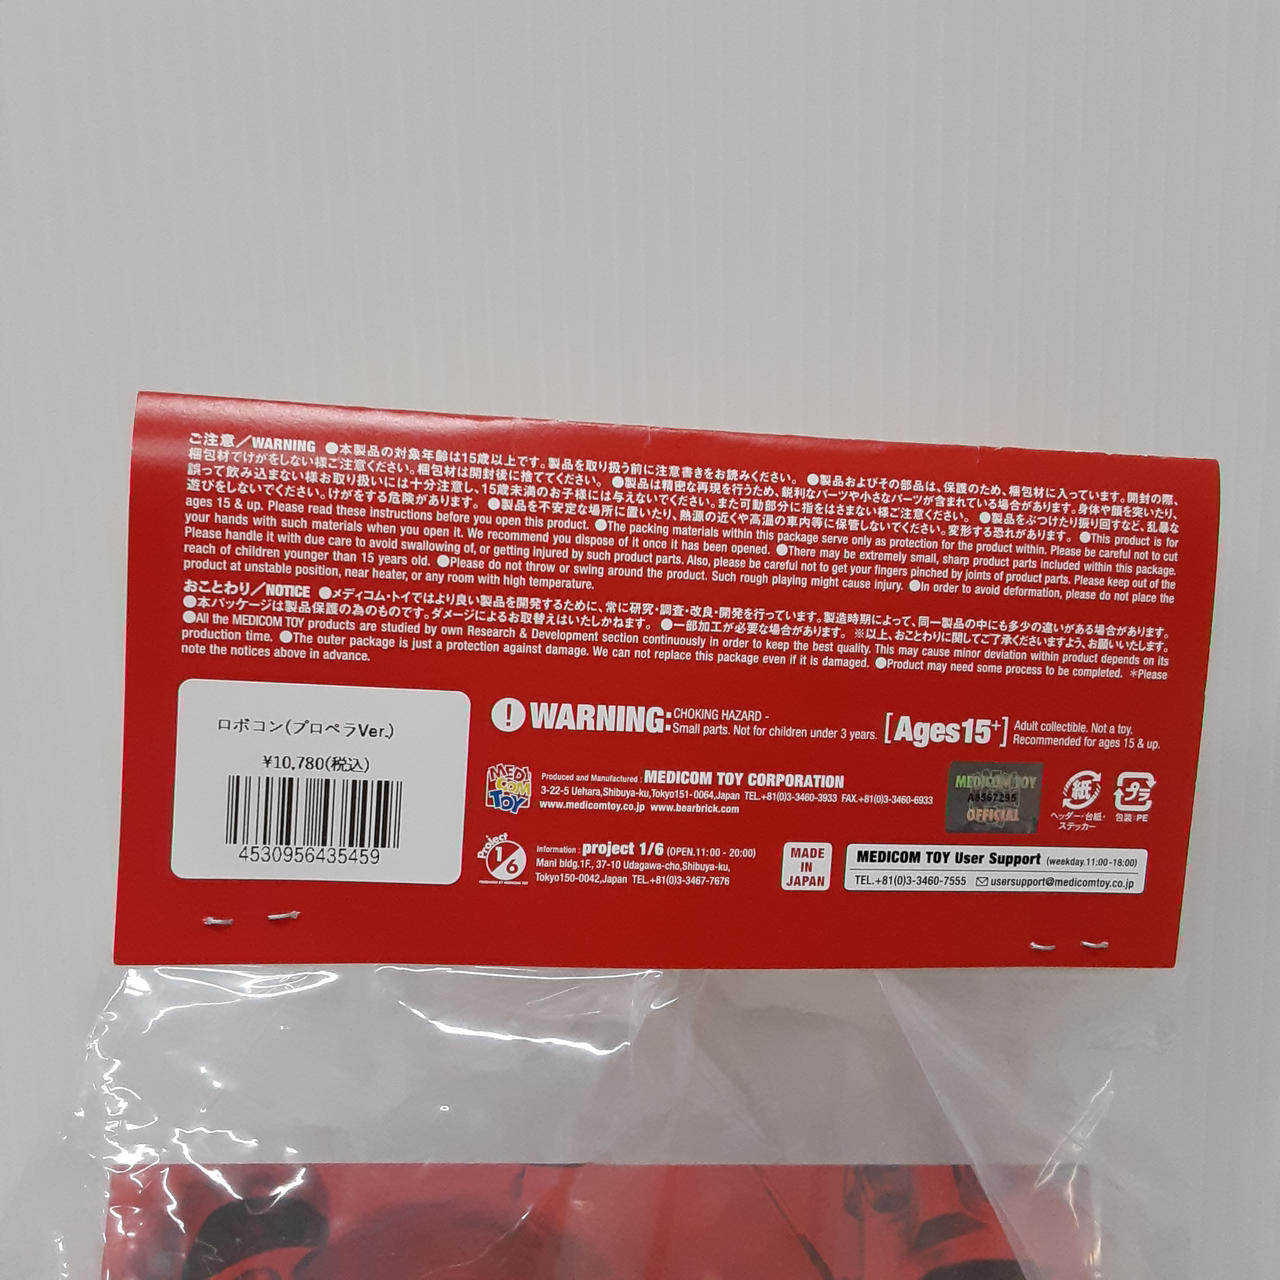 ご注意／WARNING ●本製品の対象年齢は15歳以上です。製品を取り扱う前に注意書きをお読みください。 ●製品およびその部品は、保護のため、梱包材に入っています。開封の際、
梱包材でけがをしない様ご注意ください。梱包材は開封後に捨ててください。 ●製品は精密な再現を行うため、鋭利なパーツや小さなパーツが含まれている場合があります。身体や顔を突いたり、
誤って飲み込まない様お取り扱いには十分注意し、15歳未満のお子様には与えないでください。また可動部分に指をはさまない様ご注意ください。 ●製品をぶつけたり振り回すなど、乱暴な
遊びをしないでください。けがをする危険があります。 ●製品を不安定な場所に置いたり、熱源の近くや高温の車内等に保管しないでください。変形する恐れがあります。 ●This product is for
ages 15 & up. Please read these instructions before you open this product. ●The packing materials within this package serve only as protection for the product within. Please be careful not to cut
your hands with such materials when you open it. We recommend you dispose of it once it has been opened. ●There may be extremely small, sharp product parts included within this package.
Please handle it with due care to avoid swallowing of, or getting injured by such product parts. Also, please be careful not to get your fingers pinched by joints of product parts. Please keep out of the
reach of children younger than 15 years old. ●Please do not throw or swing around the product. Such rough playing might cause injury. ●In order to avoid deformation, please do not place the
product at unstable position, near heater, or any room with high temperature.
おことわり／NOTICE ●メディコム・トイではより良い製品を開発するために、常に研究・調査・改良・開発を行っています。製造時期によって、同一製品の中にも多少の違いがある場合があります。
●本パッケージは製品保護の為のものです。ダメージによるお取替えはいたしかねます。 ●一部加工が必要な場合があります。 ※以上、おことわりに関してご了承くださいますよう、お願いいたします。
●All the MEDICOM TOY products are studied by own Research & Development section continuously in order to keep the best quality. This may cause minor deviation within product depends on its
production time. ●The outer package is just a protection against damage. We can not replace this package even if it is damaged. ●Product may need some process to be completed. *Please
note the notices above in advance.
ロボコン(プロペラVer.)
¥10,780(税込)
4530956435459
WARNING:
CHOKING HAZARD -
Small parts. Not for children under 3 years.
[Ages15+]
Adult collectible. Not a toy.
Recommended for ages 15 & up.
MEDI
COM
TOY
Produced and Manufactured : MEDICOM TOY CORPORATION
3-22-5 Uehara,Shibuya-ku,Tokyo151-0064,Japan TEL.+81(0)3-3460-3933 FAX.+81(0)3-3460-6933
www.medicomtoy.co.jp www.bearbrick.com
MEDICOM TOY
A8567295
OFFICIAL
紙
ヘッダー・台紙・
ステッカー
プラ
包装:PE
Project
1/6
PRODUCED BY MEDICOM TOY
Information : project 1/6 (OPEN.11:00 - 20:00)
Mani bldg.1F., 37-10 Udagawa-cho,Shibuya-ku,
Tokyo150-0042,Japan TEL.+81(0)3-3467-7676
MADE
IN
JAPAN
MEDICOM TOY User Support (weekday.11:00-18:00)
TEL.+81(0)3-3460-7555 usersupport@medicomtoy.co.jp